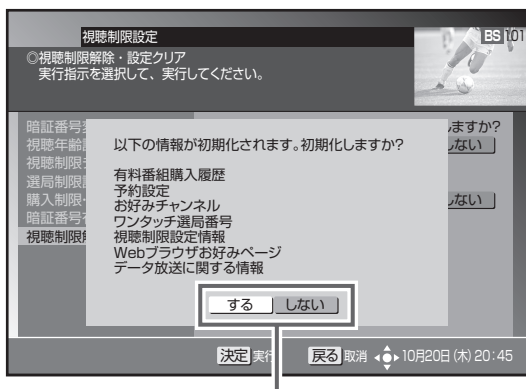 視聴制限設定
BS 101
◎視聴制限解除・設定クリア
実行指示を選択して、実行してください。
暗証番号
視聴年齢
視聴制限
選局制限
購入制限・
暗証番号
視聴制限
ますか?
しない
しない
以下の情報が初期化されます。初期化しますか?
有料番組購入履歴
予約設定
お好みチャンネル
ワンタッチ選局番号
視聴制限設定情報
Webブラウザお好みページ
データ放送に関する情報
する しない
決定 実行 戻る 取消 10月20日(木)20:45